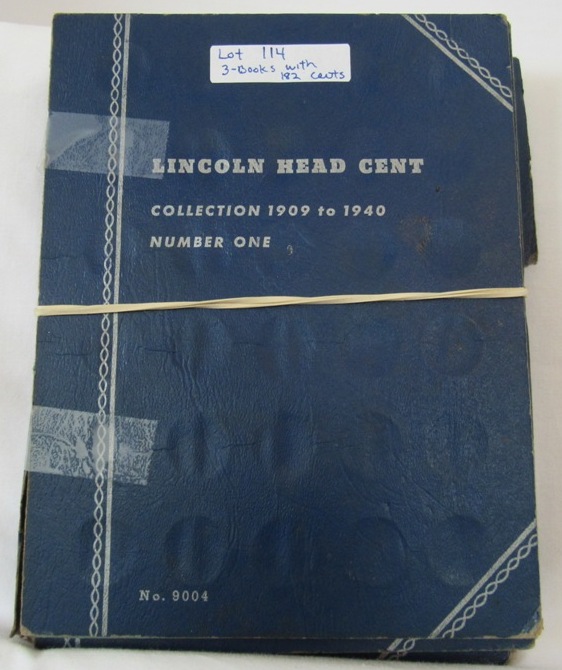 Lot 114
3-Books with
182 cents
LINCOLN HEAD CENT
COLLECTION 1909 to 1940
NUMBER ONE
No. 9004